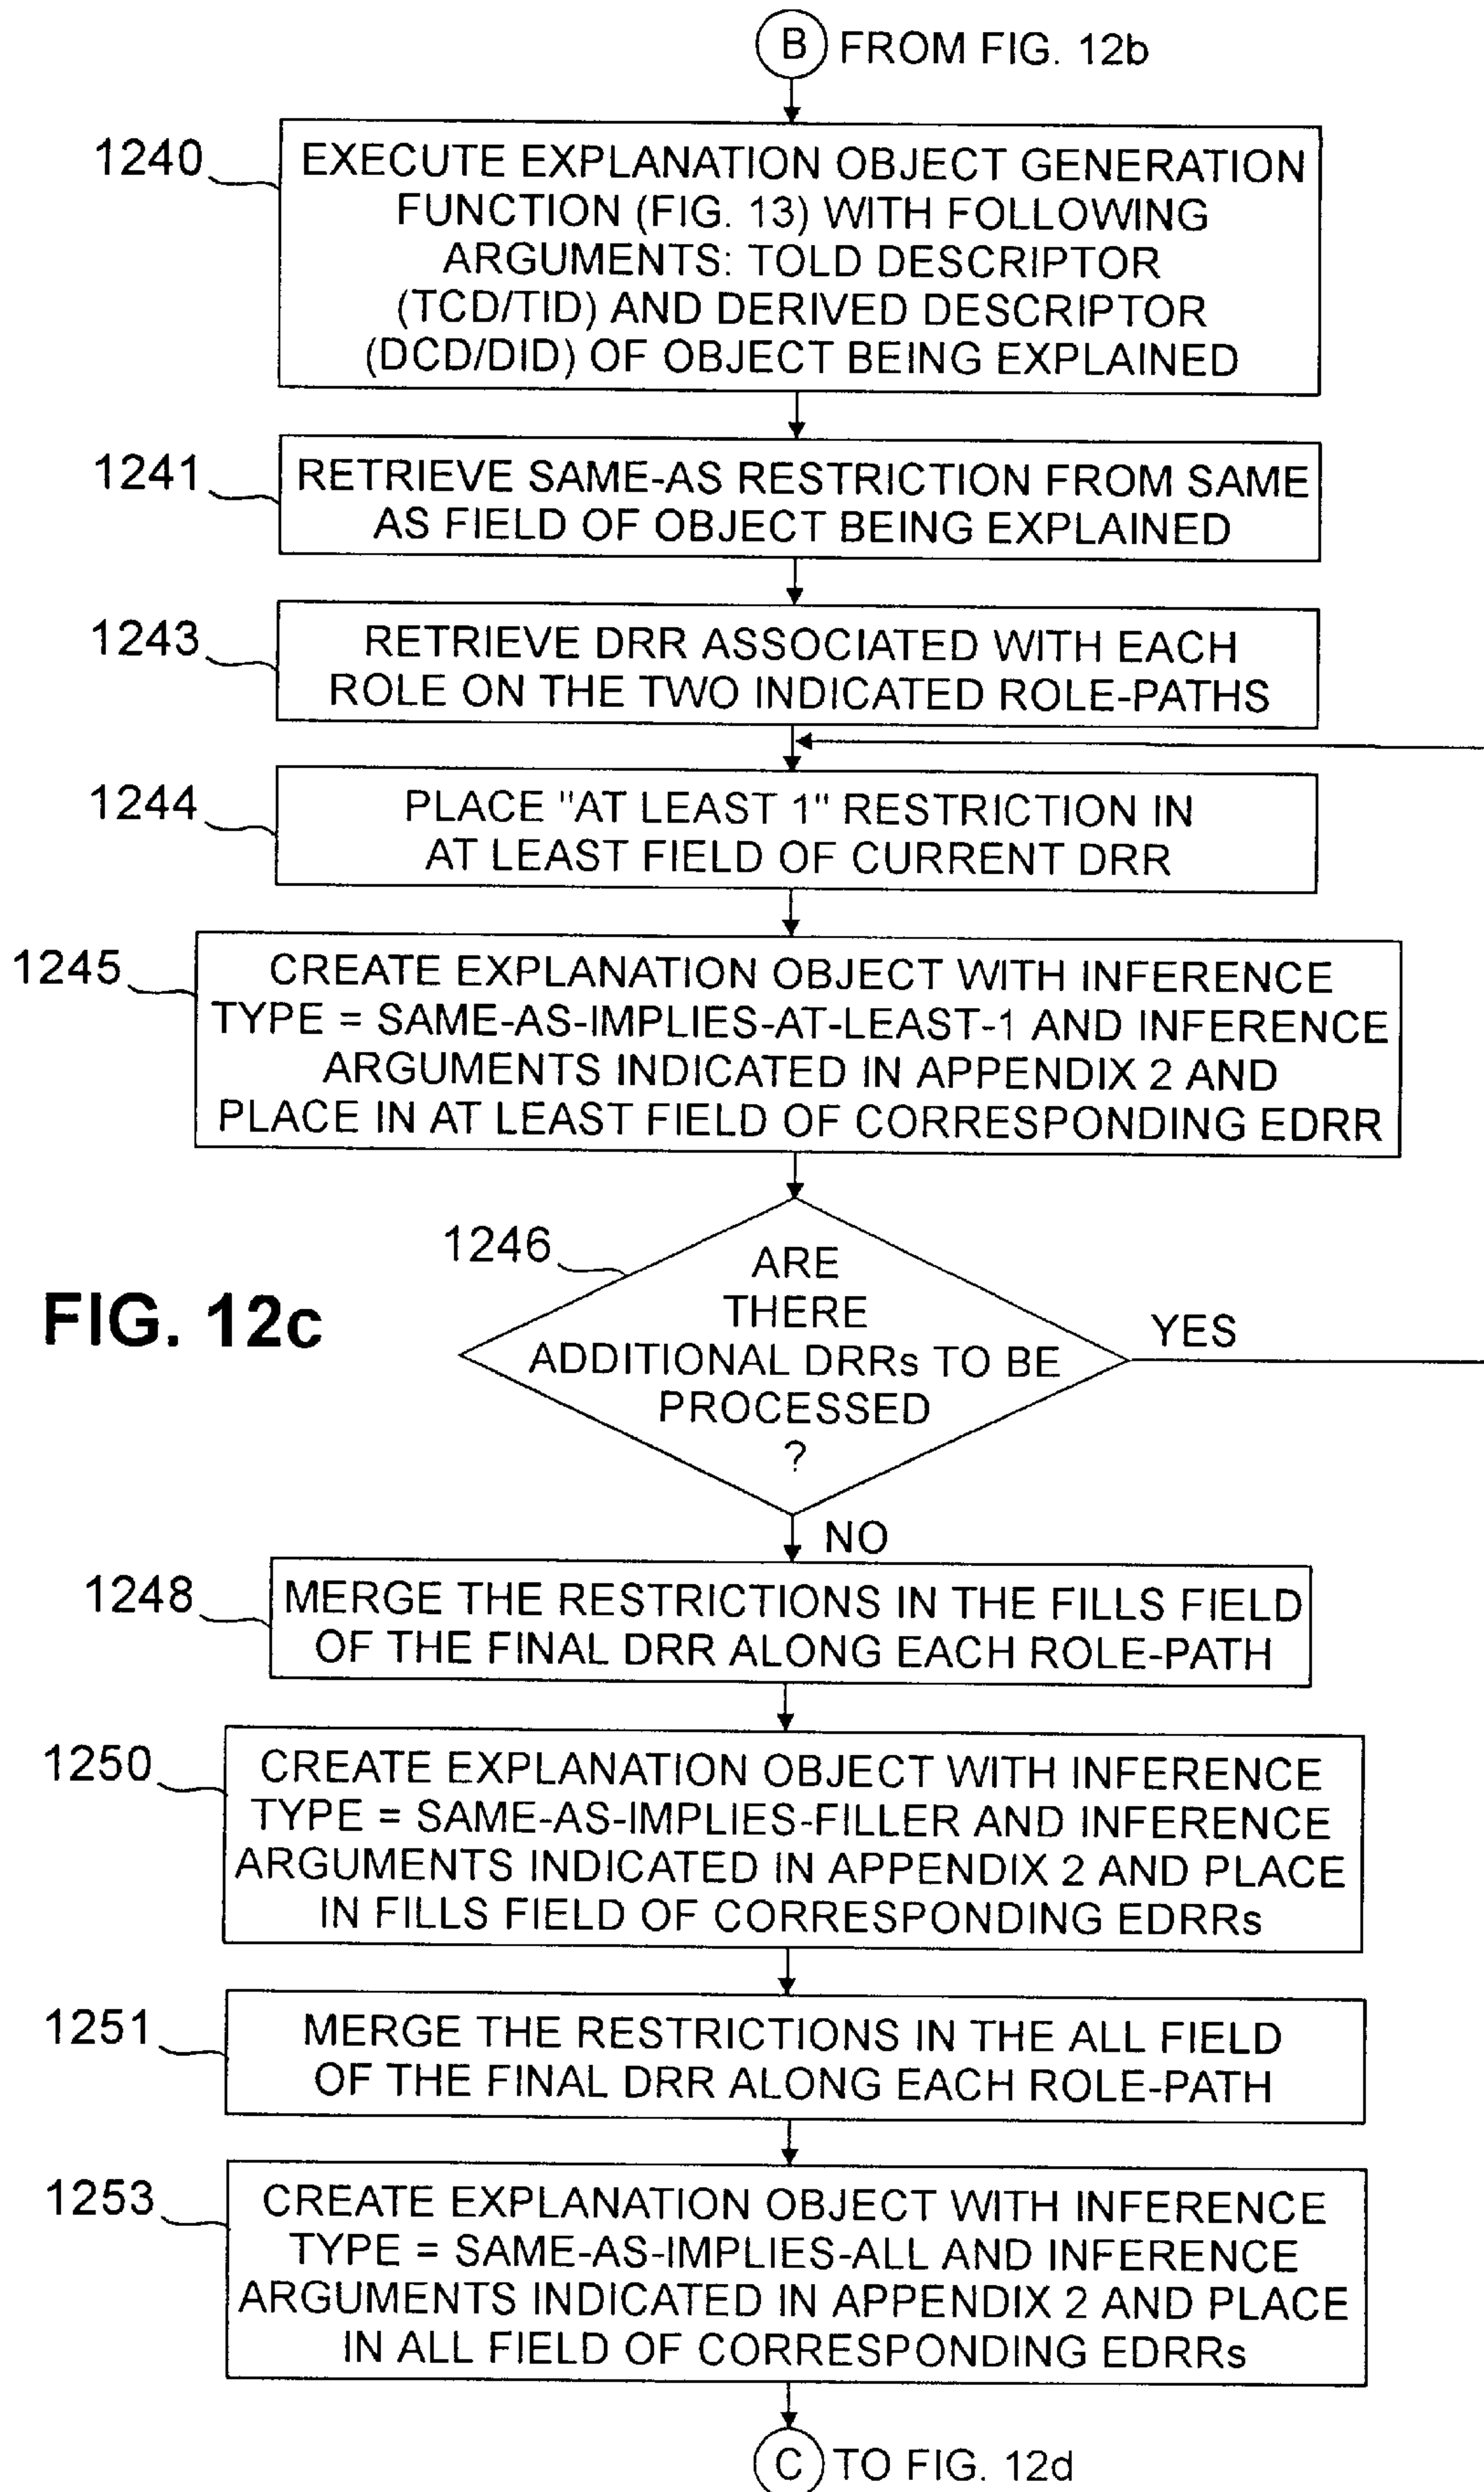 B FROM FIG. 12b
1240
EXECUTE EXPLANATION OBJECT GENERATION
FUNCTION (FIG. 13) WITH FOLLOWING
ARGUMENTS: TOLD DESCRIPTOR
(TCD/TID) AND DERIVED DESCRIPTOR
(DCD/DID) OF OBJECT BEING EXPLAINED
1241
RETRIEVE SAME-AS RESTRICTION FROM SAME
AS FIELD OF OBJECT BEING EXPLAINED
1243
RETRIEVE DRR ASSOCIATED WITH EACH
ROLE ON THE TWO INDICATED ROLE-PATHS
1244
PLACE "AT LEAST 1" RESTRICTION IN
AT LEAST FIELD OF CURRENT DRR
1245
CREATE EXPLANATION OBJECT WITH INFERENCE
TYPE = SAME-AS-IMPLIES-AT-LEAST-1 AND INFERENCE
ARGUMENTS INDICATED IN APPENDIX 2 AND
PLACE IN AT LEAST FIELD OF CORRESPONDING EDRR
1246
ARE
THERE
ADDITIONAL DRRs TO BE
PROCESSED
?
YES
FIG. 12c
NO
1248
MERGE THE RESTRICTIONS IN THE FILLS FIELD
OF THE FINAL DRR ALONG EACH ROLE-PATH
1250
CREATE EXPLANATION OBJECT WITH INFERENCE
TYPE = SAME-AS-IMPLIES-FILLER AND INFERENCE
ARGUMENTS INDICATED IN APPENDIX 2 AND PLACE
IN FILLS FIELD OF CORRESPONDING EDRRs
1251
MERGE THE RESTRICTIONS IN THE ALL FIELD
OF THE FINAL DRR ALONG EACH ROLE-PATH
1253
CREATE EXPLANATION OBJECT WITH INFERENCE
TYPE = SAME-AS-IMPLIES-ALL AND INFERENCE
ARGUMENTS INDICATED IN APPENDIX 2 AND PLACE
IN ALL FIELD OF CORRESPONDING EDRRs
C TO FIG. 12d